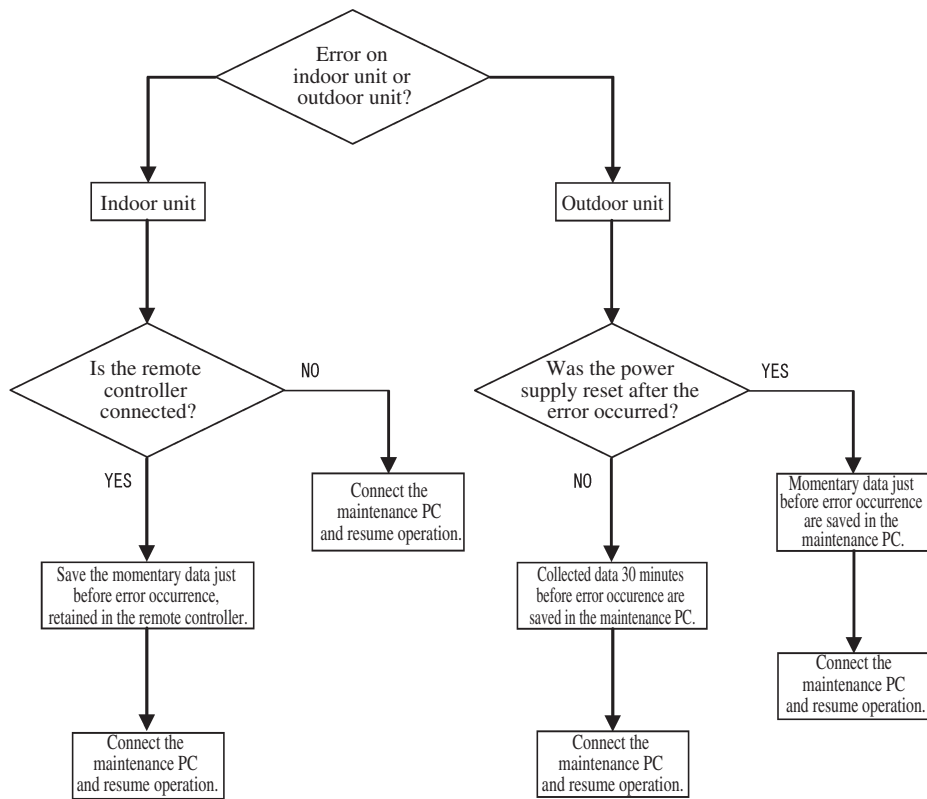 Error on
indoor unit or
outdoor unit?
Indoor unit
Outdoor unit
Is the remote
controller
connected?
NO
YES
Connect the
maintenance PC
and resume operation.
Save the momentary data just
before error occurrence,
retained in the remote controller.
Connect the
maintenance PC
and resume operation.
Was the power
supply reset after the
error occurred?
YES
NO
Momentary data just
before error occurrence
are saved in the
maintenance PC.
Collected data 30 minutes
before error occurence are
saved in the maintenance PC.
Connect the
maintenance PC
and resume operation.
Connect the
maintenance PC
and resume operation.